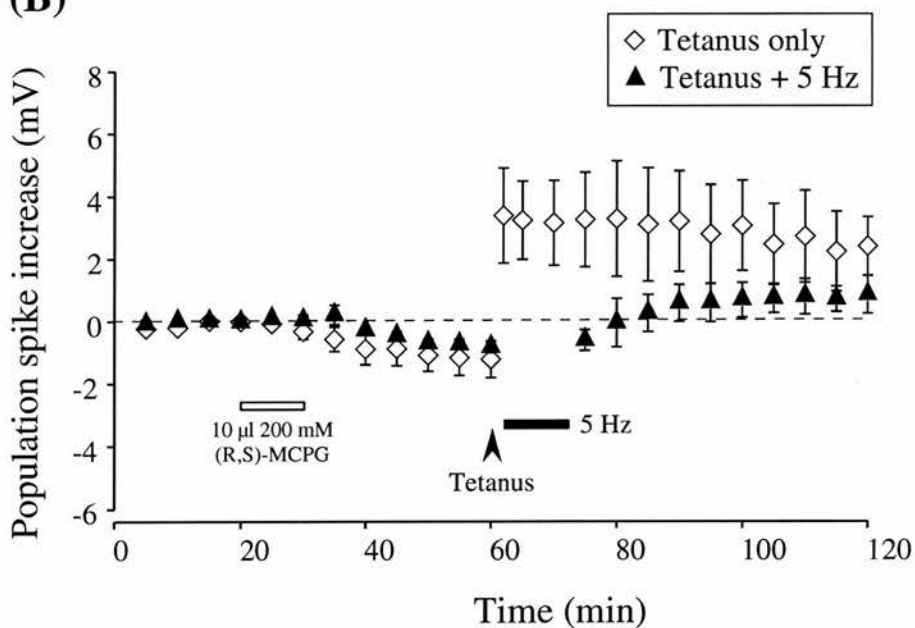 (B)
Tetanus only
Tetanus + 5 Hz
Population spike increase (mV)
8
6
4
2
0
-2
-4
-6
10 µl 200 mM
(R,S)-MCPG
5 Hz
Tetanus
0
20
40
60
80
100
120
Time (min)